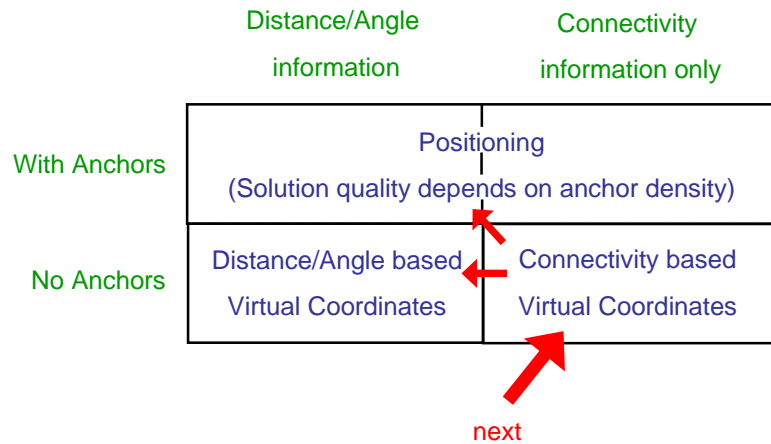 Distance/Angle
information
Connectivity
information only
With Anchors
Positioning
(Solution quality depends on anchor density)
No Anchors
Distance/Angle based
Virtual Coordinates
Connectivity based
Virtual Coordinates
next